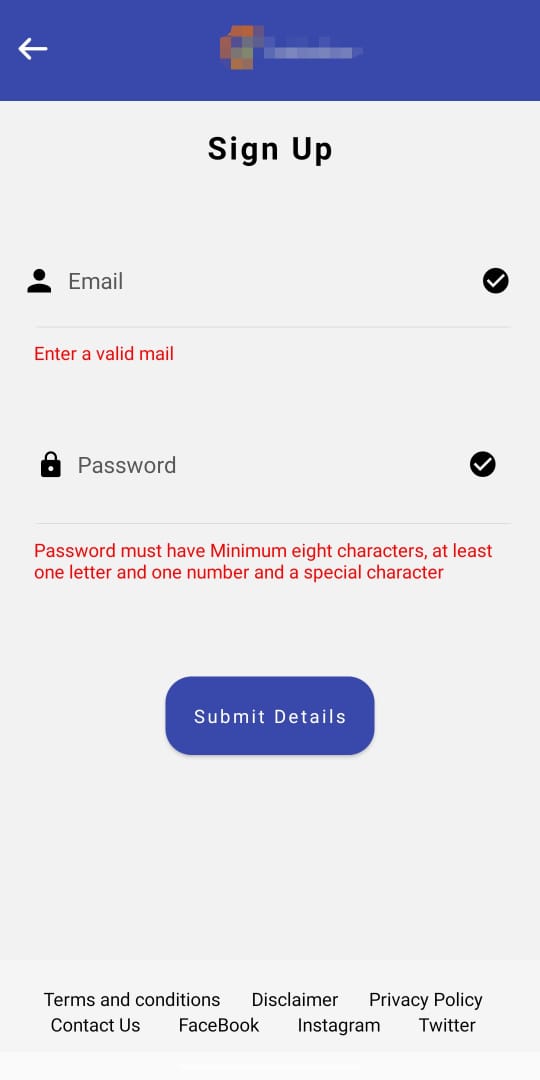 Sign Up
Email
Enter a valid mail
Password
Password must have Minimum eight characters, at least
one letter and one number and a special character
Submit Details
Terms and conditions Disclaimer Privacy Policy
Contact Us FaceBook Instagram Twitter